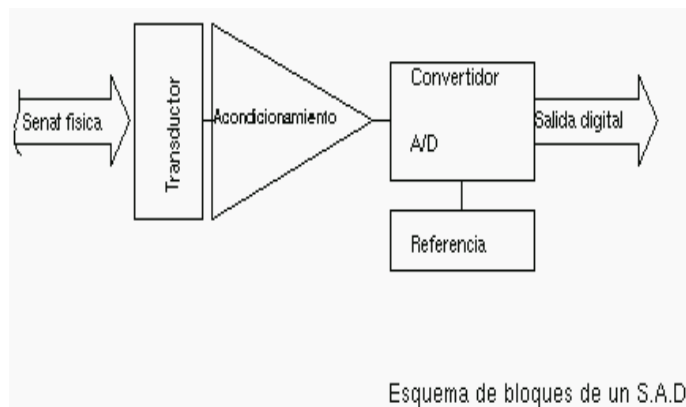 Senal fisica
Transductor
Acondicionamiento
Convertidor
A/D
Salida digital
Referencia
Esquema de bloques de un S.A.D